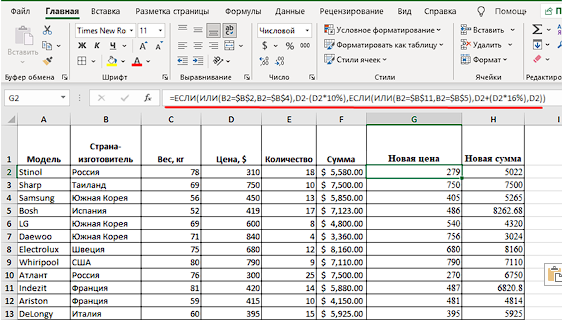 Файл Главная Вставка Разметка страницы Формулы Данные Рецензирование Вид Справка Помощ
Вставить
Times New Ro 11
Ж К Ч
Числовой
Условное форматирование
Форматировать как таблицу
Стили ячеек
Вставить
Удалить
Формат
Буфер обмена Шрифт Выравнивание Число Стили Ячейки Редактиро
G2 fx =ЕСЛИ(ИЛИ(B2=$B$2,B2=$B$4),D2-(D2*10%),ЕСЛИ(ИЛИ(B2=$B$11,B2=$B$5),D2+(D2*16%),D2))
A B C D E F G H I
1 Модель Страна-изготовитель Вес, кг Цена, $ Количество Сумма Новая цена Новая сумма
2 Stinol Россия 78 310 18 $ 5,580.00 279 5022
3 Sharp Таиланд 69 750 10 $ 7,500.00 750 7500
4 Samsung Южная Корея 56 450 13 $ 5,850.00 405 5265
5 Bosh Испания 52 419 17 $ 7,123.00 486 8262.68
6 LG Южная Корея 69 600 8 $ 4,800.00 540 4320
7 Daewoo Южная Корея 71 840 4 $ 3,360.00 756 3024
8 Electrolux Швеция 75 680 12 $ 8,160.00 680 8160
9 Whiripool США 80 790 9 $ 7,110.00 790 7110
10 Атлант Россия 76 300 25 $ 7,500.00 270 6750
11 Indezit Франция 81 420 14 $ 5,880.00 487 6820.8
12 Ariston Франция 59 415 10 $ 4,150.00 481 4814
13 DeLongy Италия 60 395 15 $ 5,925.00 395 5925